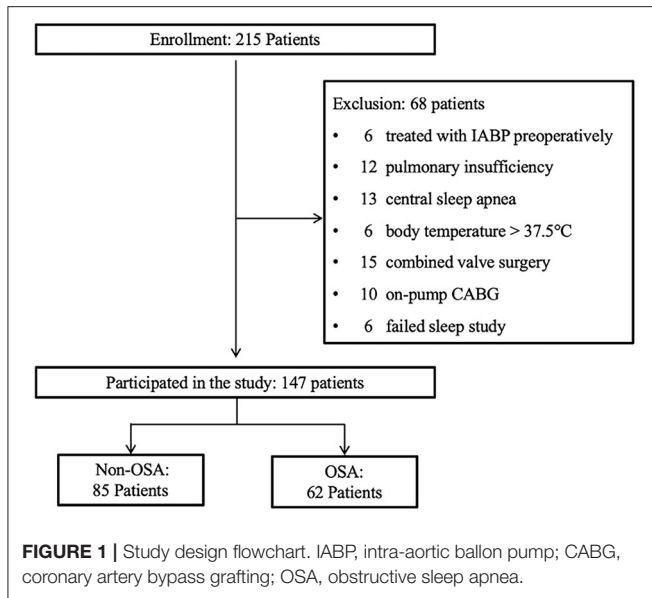 Enrollment: 215 Patients
Exclusion: 68 patients
• 6 treated with IABP preoperatively
• 12 pulmonary insufficiency
• 13 central sleep apnea
• 6 body temperature > 37.5°C
• 15 combined valve surgery
• 10 on-pump CABG
• 6 failed sleep study
Participated in the study: 147 patients
Non-OSA:
85 Patients
OSA:
62 Patients
FIGURE 1 | Study design flowchart. IABP, intra-aortic ballon pump; CABG,
coronary artery bypass grafting; OSA, obstructive sleep apnea.